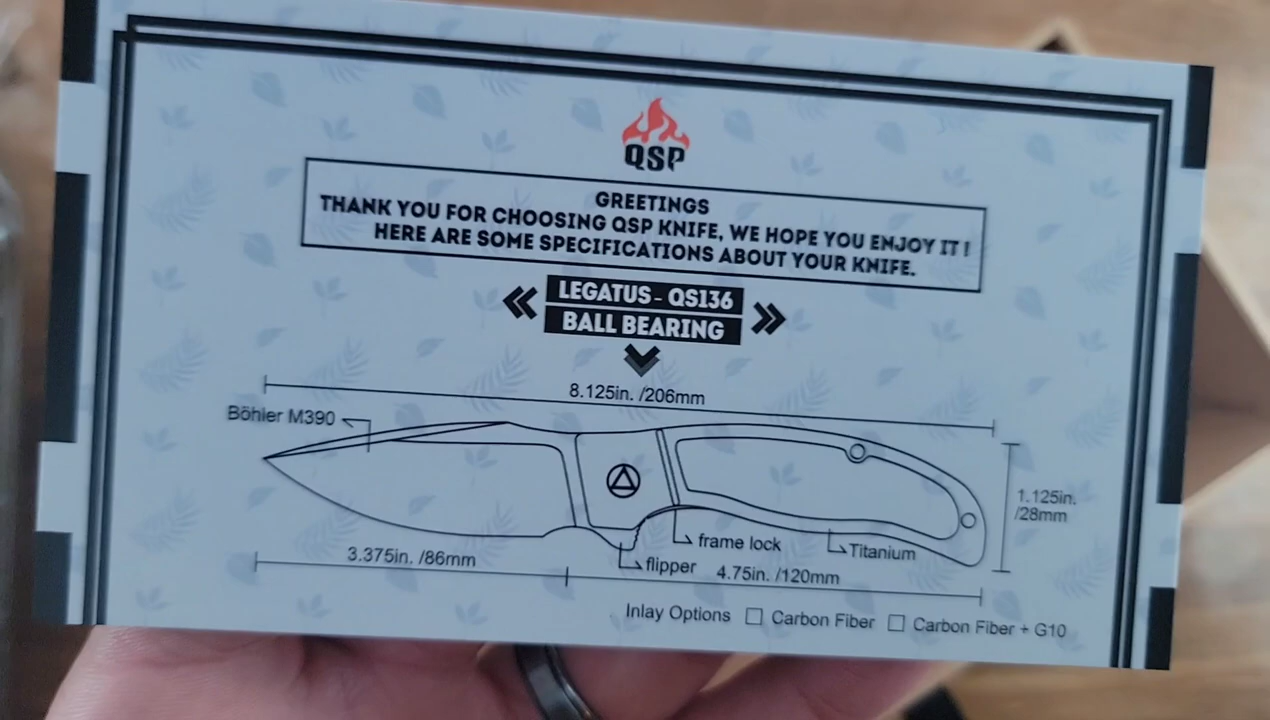 QSP
GREETINGS
THANK YOU FOR CHOOSING QSP KNIFE, WE HOPE YOU ENJOY IT !
HERE ARE SOME SPECIFICATIONS ABOUT YOUR KNIFE.
LEGATUS - QS136
BALL BEARING
8.125in. /206mm
Böhler M390
1.125in.
/28mm
frame lock
Titanium
flipper
3.375in. /86mm
4.75in. /120mm
Inlay Options □ Carbon Fiber □ Carbon Fiber + G10